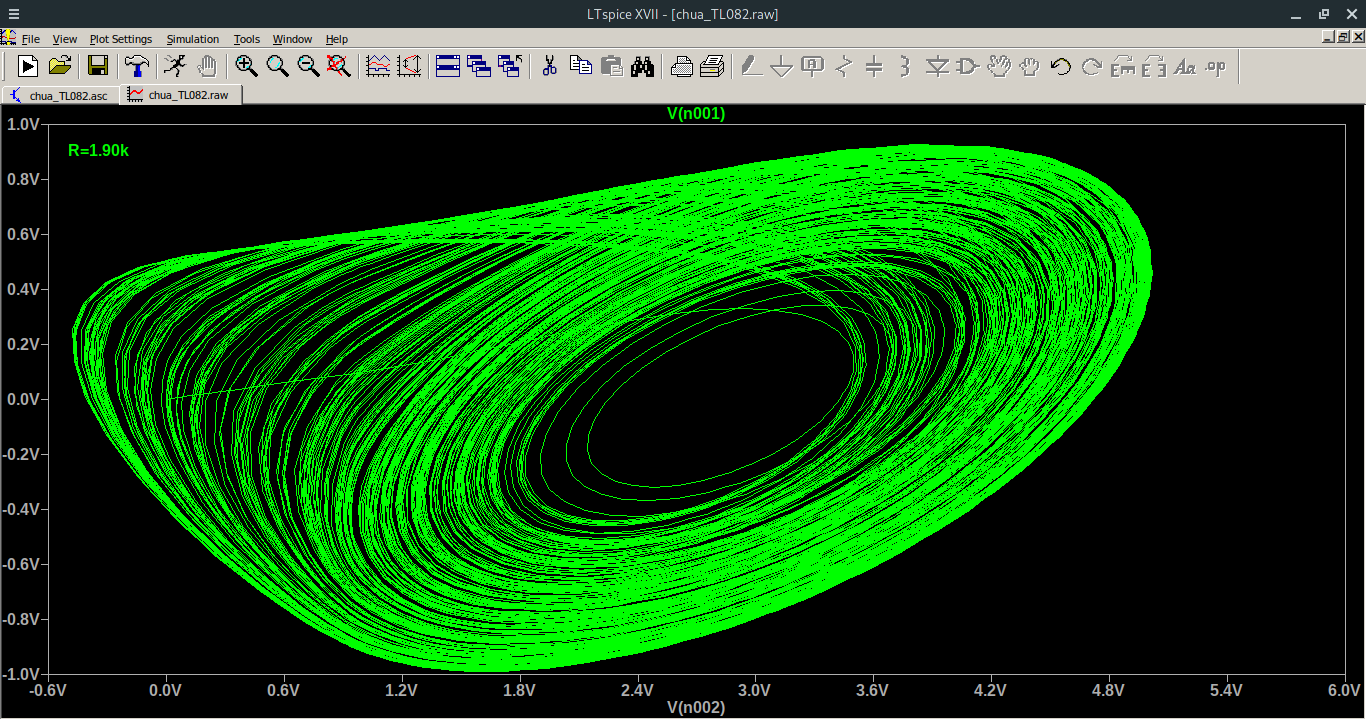 LTspice XVII - [chua_TL082.raw]
File View Plot Settings Simulation Tools Window Help
chua_TL082.asc chua_TL082.raw
V(n001)
R=1.90k
1.0V
0.8V
0.6V
0.4V
0.2V
0.0V
-0.2V
-0.4V
-0.6V
-0.8V
-1.0V
-0.6V 0.0V 0.6V 1.2V 1.8V 2.4V 3.0V 3.6V 4.2V 4.8V 5.4V 6.0V
V(n002)